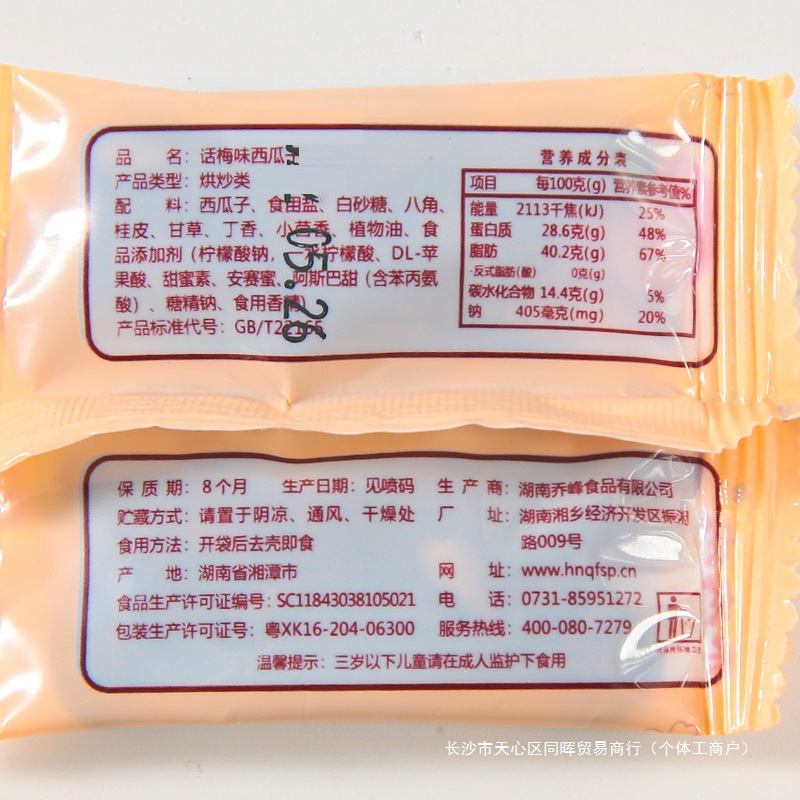 品 名：话梅味西瓜子
产品类型：烘炒类
配 料：西瓜子、食用盐、白砂糖、八角、
桂皮、甘草、丁香、小茴香、植物油、食
品添加剂（柠檬酸钠，一水柠檬酸、DL-苹
果酸、甜蜜素、安赛蜜、阿斯巴甜（含苯丙氨
酸）、糖精钠、食用香精）
产品标准代号：GB/T22165
05.26
营养成分表
项目 每100克(g) 营养素参考值%
能量 2113千焦(kJ) 25%
蛋白质 28.6克(g) 48%
脂肪 40.2克(g) 67%
-反式脂肪(酸) 0克(g)
碳水化合物 14.4克(g) 5%
钠 405毫克(mg) 20%
保 质 期：8个月 生产日期：见喷码
贮藏方式：请置于阴凉、通风、干燥处
食用方法：开袋后去壳即食
产 地：湖南省湘潭市
食品生产许可证编号：SC11843038105021
包装生产许可证号：粤XK16-204-06300
生 产 商：湖南乔峰食品有限公司
厂 址：湖南湘乡经济开发区振湘
路009号
网 址：www.hnqfsp.cn
电 话：0731-85951272
服务热线：400-080-7279
温馨提示：三岁以下儿童请在成人监护下食用
长沙市天心区同晖贸易商行（个体工商户）